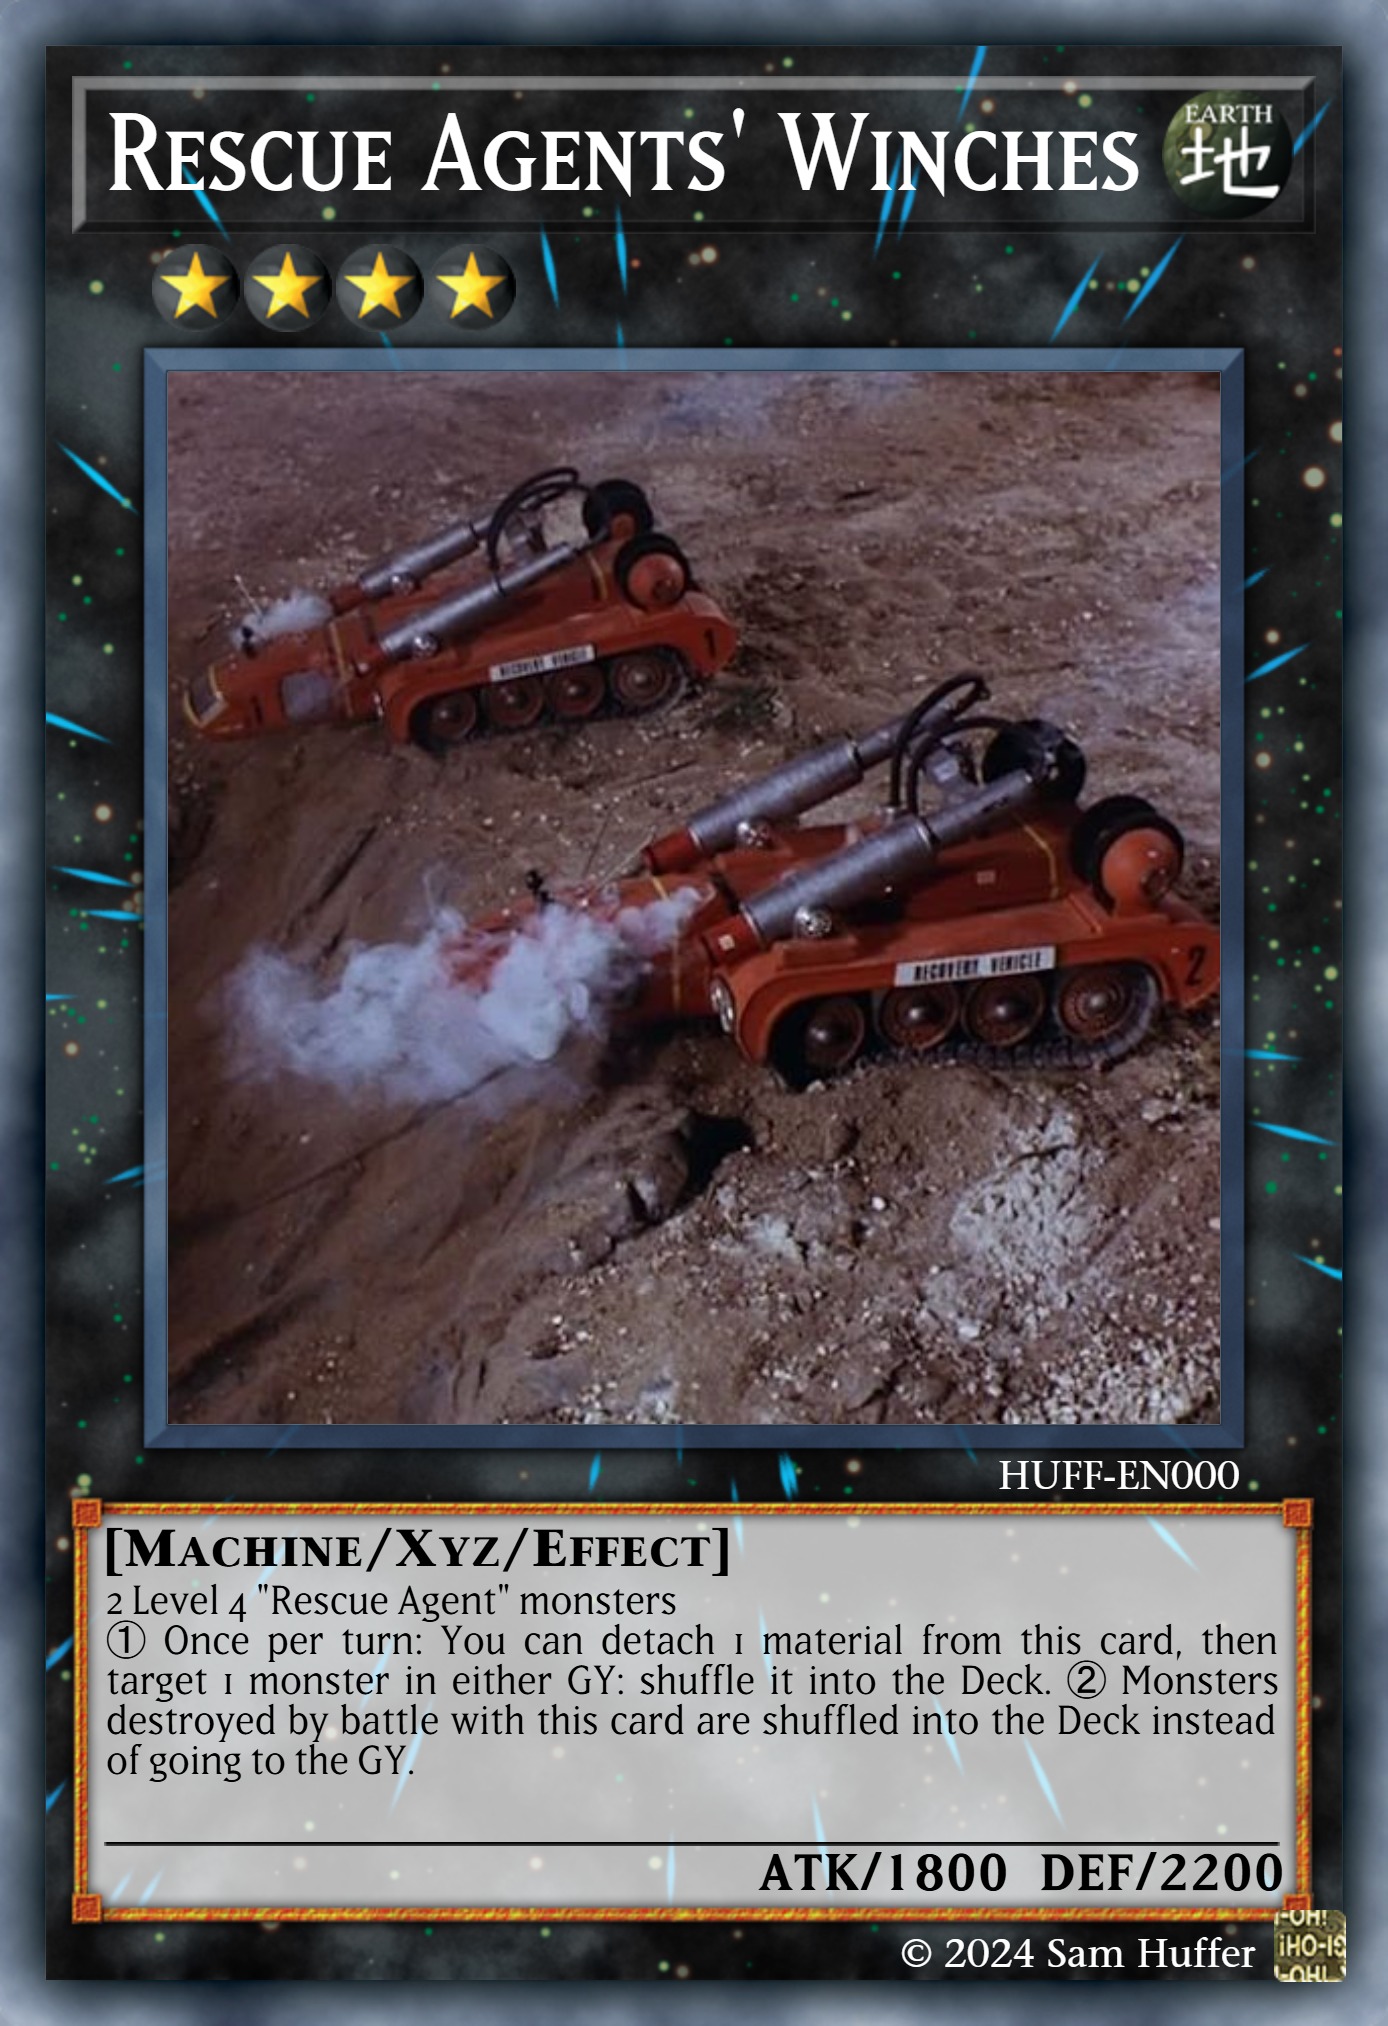 Rescue Agents' Winches
EARTH
地
1
RECOVERY VEHICLE
2
RECOVERY VEHICLE
HUFF-EN000
[Machine/Xyz/Effect]
2 Level 4 "Rescue Agent" monsters
① Once per turn: You can detach 1 material from this card, then
target 1 monster in either GY: shuffle it into the Deck. ② Monsters
destroyed by battle with this card are shuffled into the Deck instead
of going to the GY.
ATK/1800 DEF/2200
© 2024 Sam Huffer
-OH!
iHO-
-OH!